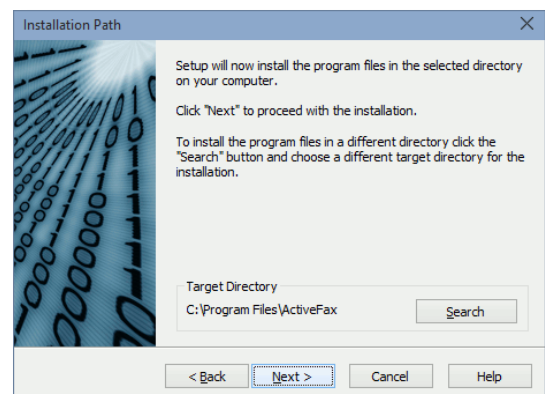 Installation Path
Setup will now install the program files in the selected directory
on your computer.
Click "Next" to proceed with the installation.
To install the program files in a different directory click the
"Search" button and choose a different target directory for the
installation.
Target Directory
C:\Program Files\ActiveFax
Search
< Back
Next >
Cancel
Help